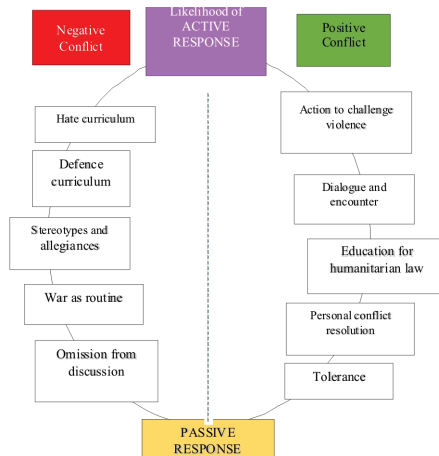 Negative
Conflict
Likelihood of
ACTIVE
RESPONSE
Positive
Conflict
Hate curriculum
Defence
curriculum
Stereotypes and
allegiances
War as routine
Omission from
discussion
Action to challenge
violence
Dialogue and
encounter
Education for
humanitarian law
Personal conflict
resolution
Tolerance
PASSIVE
RESPONSE